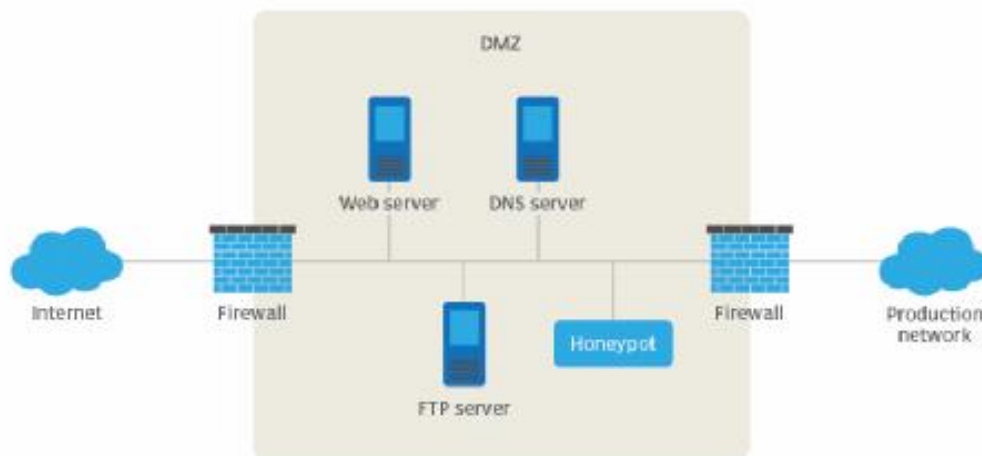 DMZ
Web server
DNS server
Internet
Firewall
Firewall
Production
network
Honeypot
FTP server